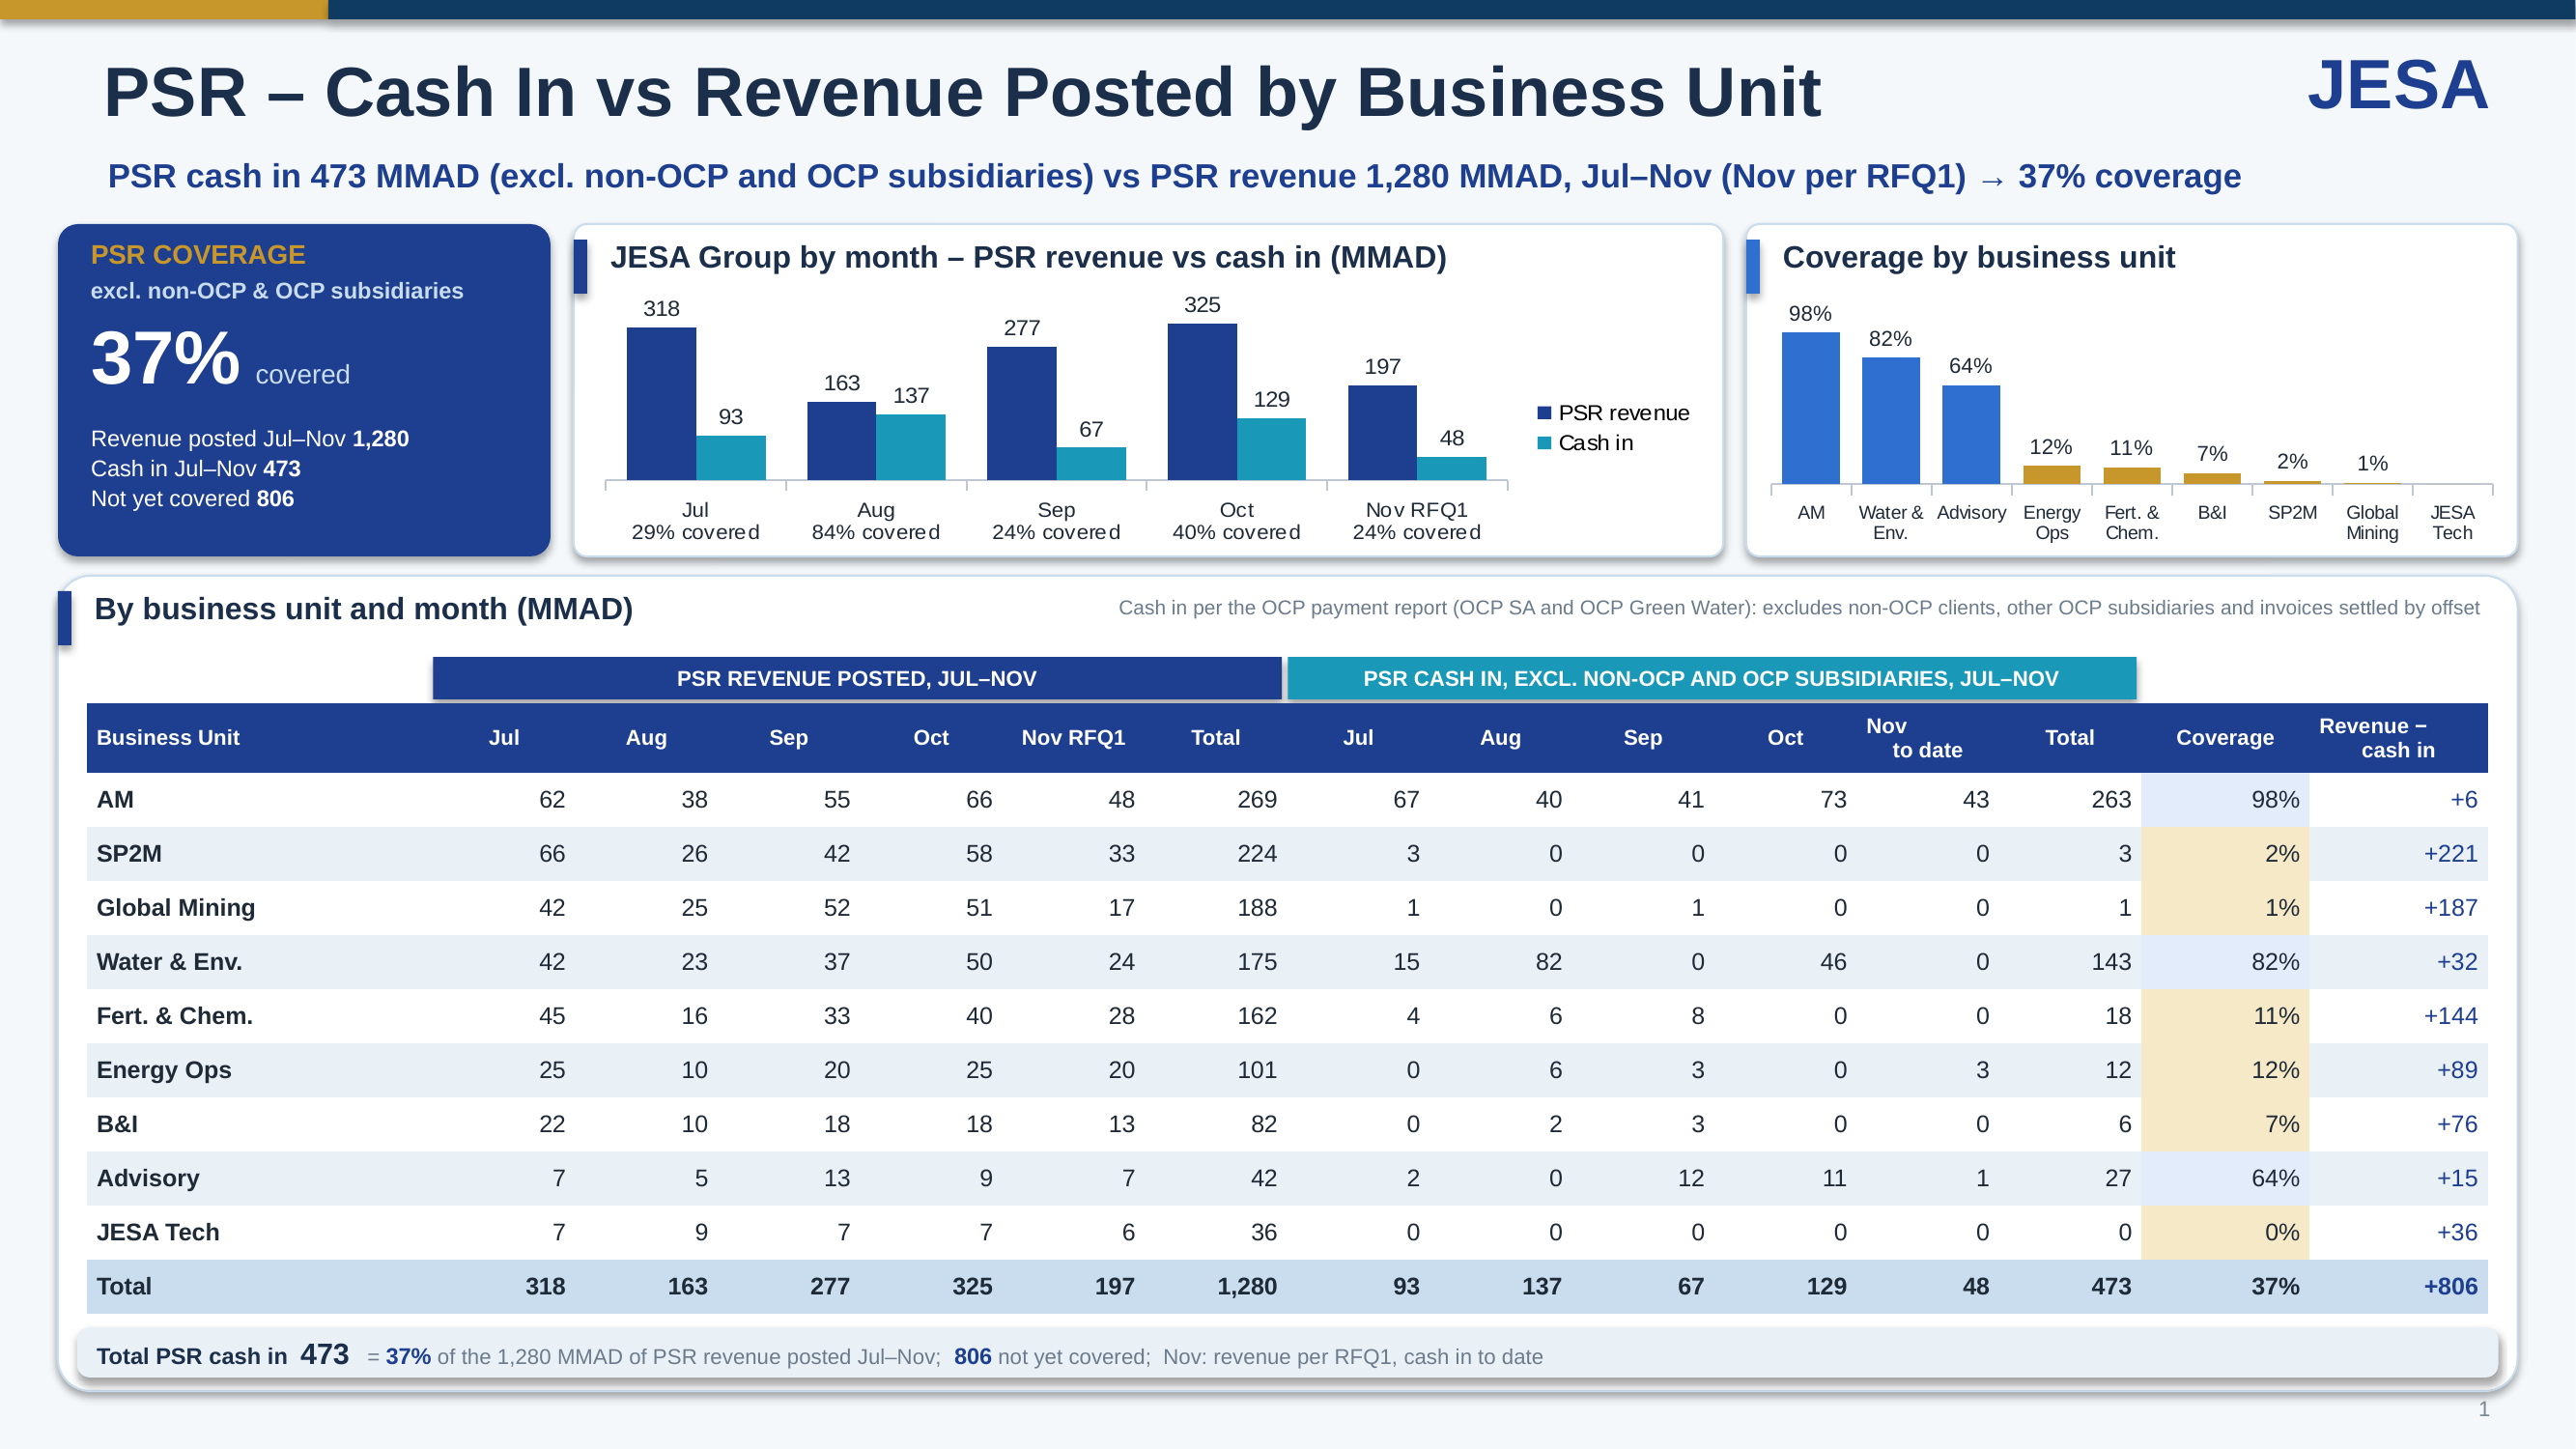 PSR – Cash In vs Revenue Posted by Business Unit
JESA
PSR cash in 473 MMAD (excl. non-OCP and OCP subsidiaries) vs PSR revenue 1,280 MMAD, Jul–Nov (Nov per RFQ1) → 37% coverage
PSR COVERAGE
excl. non-OCP & OCP subsidiaries
37% covered
Revenue posted Jul–Nov 1,280
Cash in Jul–Nov 473
Not yet covered 806
JESA Group by month – PSR revenue vs cash in (MMAD)
318 93 163 137 277 67 325 129 197 48
PSR revenue
Cash in
Jul Aug Sep Oct Nov RFQ1
29% covered 84% covered 24% covered 40% covered 24% covered
Coverage by business unit
98% 82% 64% 12% 11% 7% 2% 1%
AM Water & Advisory Energy Fert. & B&I SP2M Global JESA
Env. Ops Chem. Mining Tech
By business unit and month (MMAD)
Cash in per the OCP payment report (OCP SA and OCP Green Water): excludes non-OCP clients, other OCP subsidiaries and invoices settled by offset
PSR REVENUE POSTED, JUL–NOV
PSR CASH IN, EXCL. NON-OCP AND OCP SUBSIDIARIES, JUL–NOV
Business Unit Jul Aug Sep Oct Nov RFQ1 Total Jul Aug Sep Oct Nov to date Total Coverage Revenue – cash in
AM 62 38 55 66 48 269 67 40 41 73 43 263 98% +6
SP2M 66 26 42 58 33 224 3 0 0 0 0 3 2% +221
Global Mining 42 25 52 51 17 188 1 0 1 0 0 1 1% +187
Water & Env. 42 23 37 50 24 175 15 82 0 46 0 143 82% +32
Fert. & Chem. 45 16 33 40 28 162 4 6 8 0 0 18 11% +144
Energy Ops 25 10 20 25 20 101 0 6 3 0 3 12 12% +89
B&I 22 10 18 18 13 82 0 2 3 0 0 6 7% +76
Advisory 7 5 13 9 7 42 2 0 12 11 1 27 64% +15
JESA Tech 7 9 7 7 6 36 0 0 0 0 0 0 0% +36
Total 318 163 277 325 197 1,280 93 137 67 129 48 473 37% +806
Total PSR cash in 473 = 37% of the 1,280 MMAD of PSR revenue posted Jul–Nov; 806 not yet covered; Nov: revenue per RFQ1, cash in to date
1